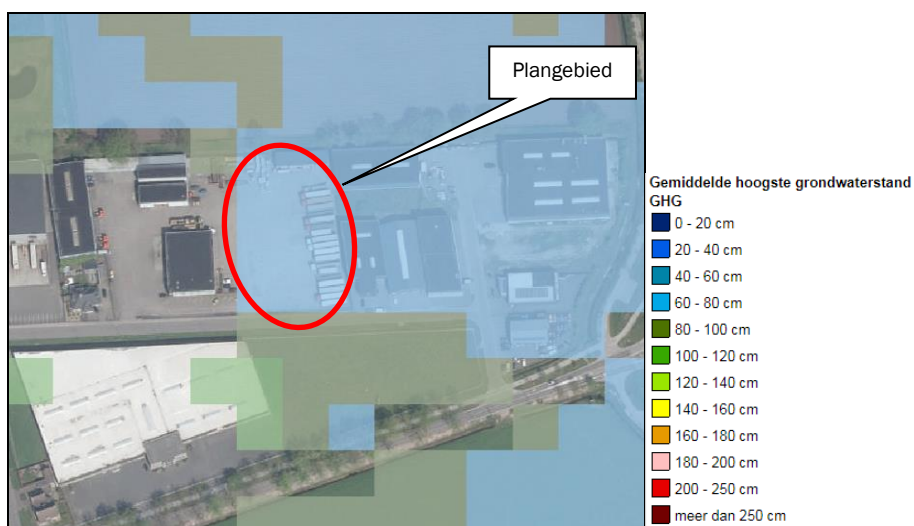 Plangebied
Gemiddelde hoogste grondwaterstand
GHG
0 - 20 cm
20 - 40 cm
40 - 60 cm
60 - 80 cm
80 - 100 cm
100 - 120 cm
120 - 140 cm
140 - 160 cm
160 - 180 cm
180 - 200 cm
200 - 250 cm
meer dan 250 cm